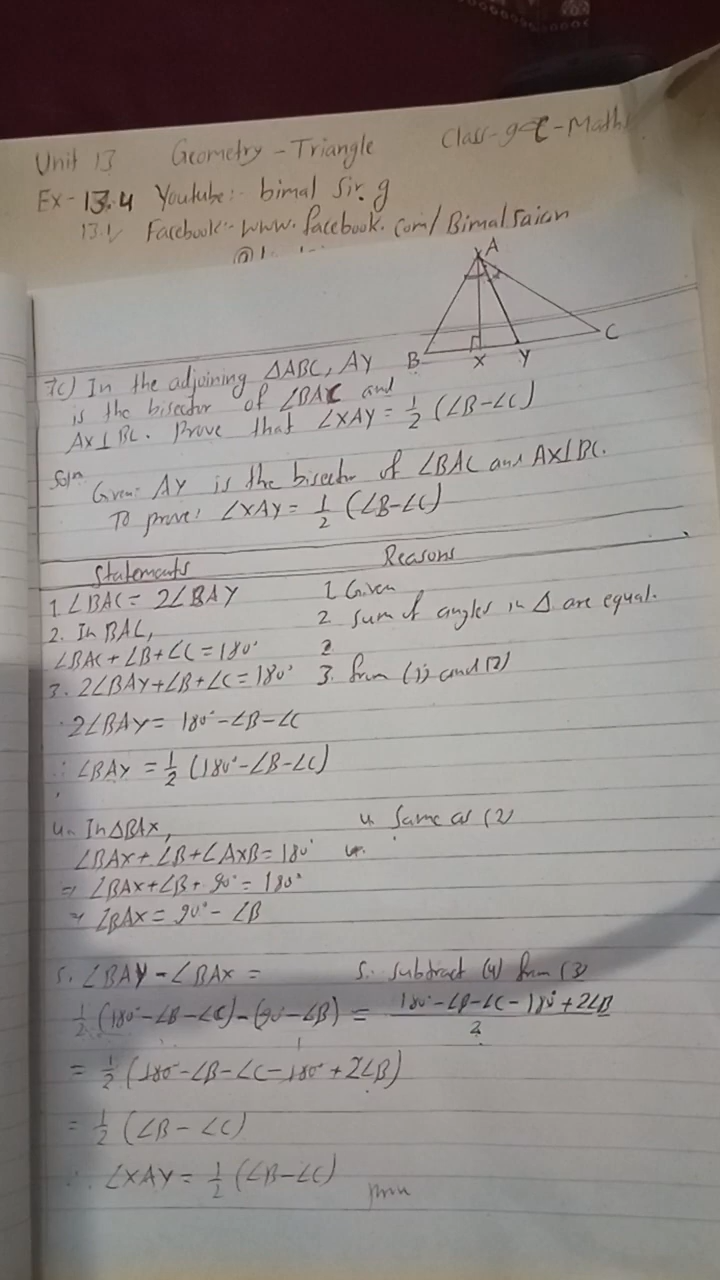 Unit 13 Geometry - Triangle Class-9 - Maths
Ex- 13.4 Youtube:- bimal sir. g
13.1 Facebook:- www.facebook.com/Bimal.Saian
A
B X Y C
7c) In the adjoining △ABC, AY
is the bisector of ∠BAC and
AX⊥BC. Prove that ∠XAY = 1/2 (∠B-∠C)
Soln
Given: AY is the bisector of ∠BAC and AX⊥BC.
To prove: ∠XAY = 1/2 (∠B-∠C)
Statements Reasons
1. ∠BAC = 2∠BAY 1. Given
2. In BAC, 2. Sum of angles in △ are equal.
∠BAC+∠B+∠C=180° 2
3. 2∠BAY+∠B+∠C=180° 3. from (1) and (2)
2∠BAY = 180°-∠B-∠C
∴ ∠BAY = 1/2 (180°-∠B-∠C)
4. In△BAX, 4. Same as (2)
∠BAX + ∠B+∠AXB=180° 4.
⇒ ∠BAX+∠B+90°=180°
⇒ ∠BAX = 90°-∠B
5. ∠BAY-∠BAX = 5. subtract (4) from (3)
1/2 (180°-∠B-∠C)-(90-∠B) = 180°-∠B-∠C-180°+2∠B / 2
= 1/2 (180°-∠B-∠C-180°+2∠B)
= 1/2 (∠B-∠C)
∴ ∠XAY = 1/2 (∠B-∠C)